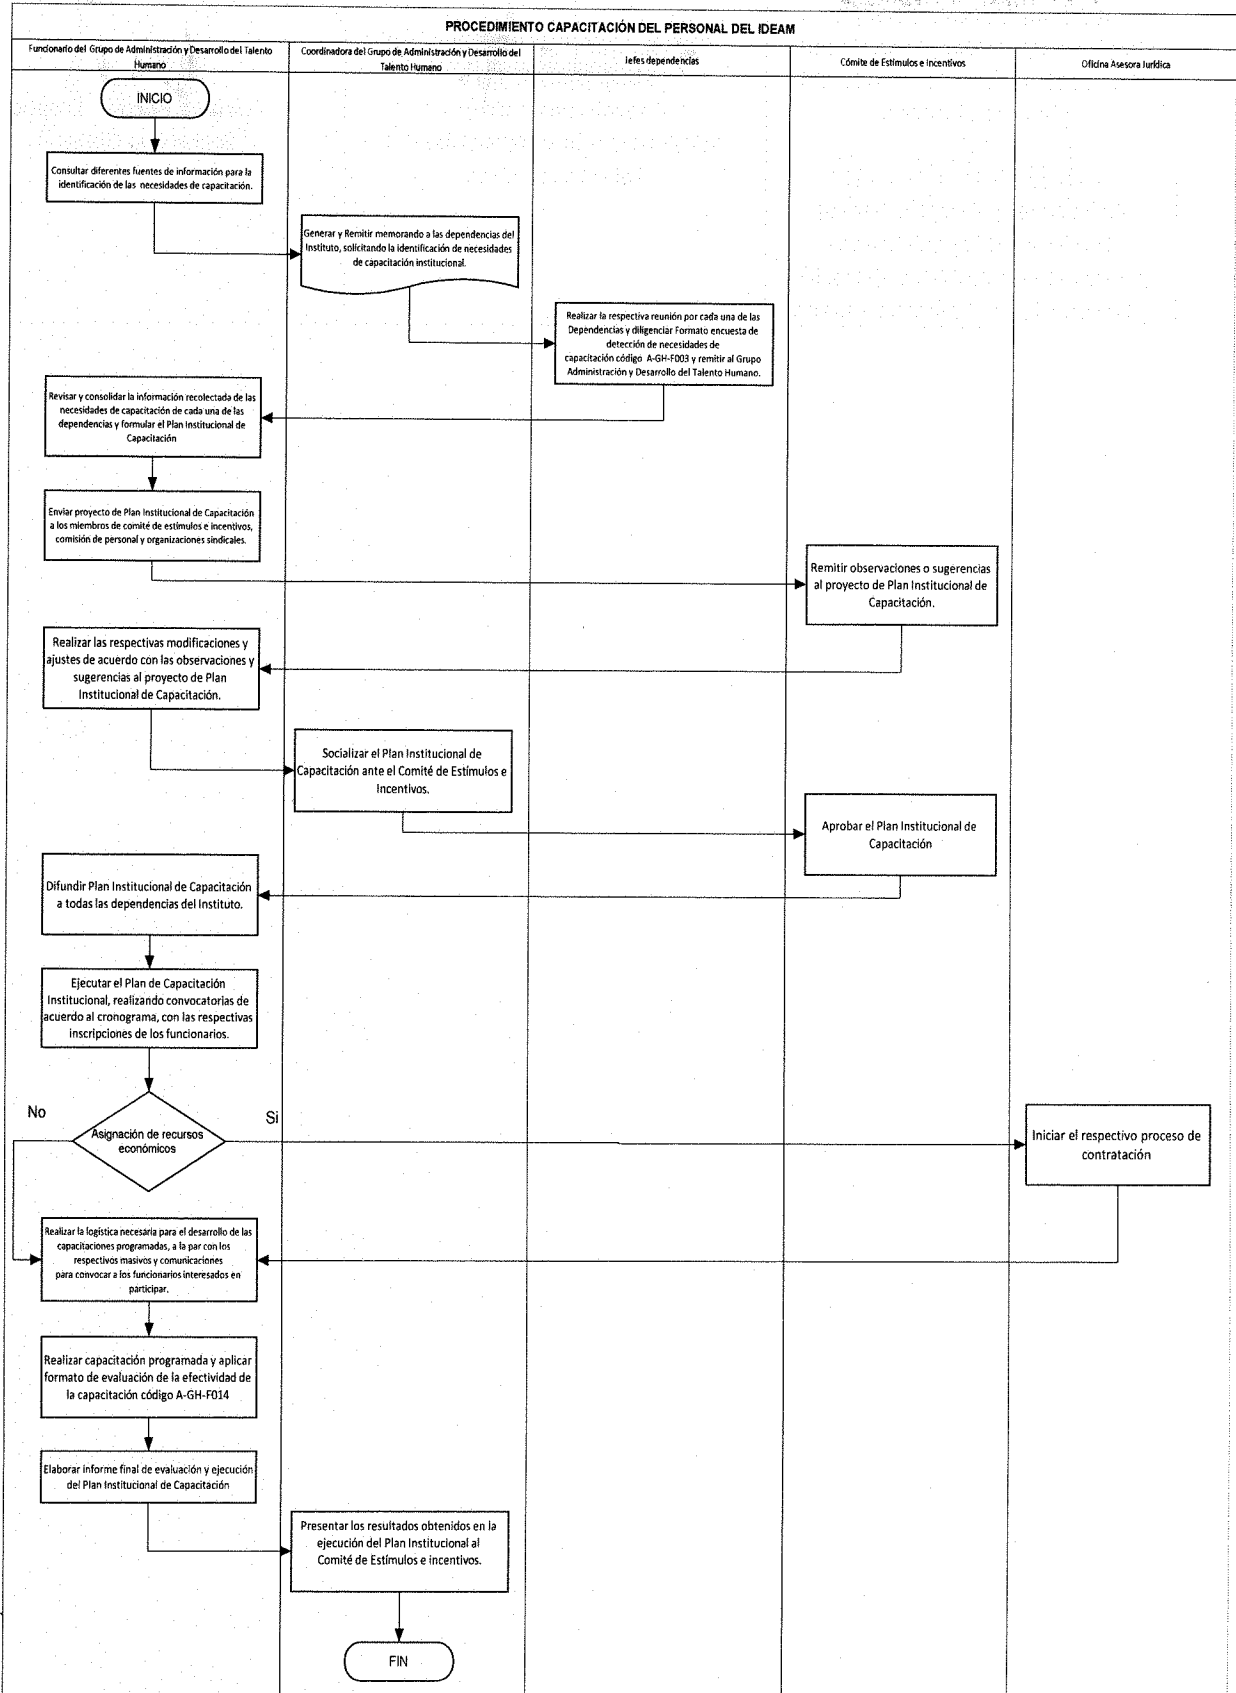 PROCEDIMIENTO CAPACITACIÓN DEL PERSONAL DEL IDEAM
Funcionario del Grupo de Administración y Desarrollo del Talento
Humano
Coordinadora del Grupo de Administración y Desarrollo del
Talento Humano
Jefes dependencias
Cómite de Estímulos e Incentivos
Oficina Asesora Jurídica
INICIO
Consultar diferentes fuentes de información para la
identificación de las necesidades de capacitación.
Generar y Remitir memorando a las dependencias del
Instituto, solicitando la identificación de necesidades
de capacitación institucional.
Realizar la respectiva reunión por cada una de las
Dependencias y diligenciar Formato encuesta de
detección de necesidades de
capacitación código A-GH-F003 y remitir al Grupo
Administración y Desarrollo del Talento Humano.
Revisar y consolidar la información recolectada de las
necesidades de capacitación de cada una de las
dependencias y formular el Plan Institucional de
Capacitación
Enviar proyecto de Plan Institucional de Capacitación
a los miembros de comité de estímulos e incentivos,
comisión de personal y organizaciones sindicales.
Remitir observaciones o sugerencias
al proyecto de Plan Institucional de
Capacitación.
Realizar las respectivas modificaciones y
ajustes de acuerdo con las observaciones y
sugerencias al proyecto de Plan
Institucional de Capacitación.
Socializar el Plan Institucional de
Capacitación ante el Comité de Estímulos e
Incentivos.
Aprobar el Plan Institucional de
Capacitación
Difundir Plan Institucional de Capacitación
a todas las dependencias del Instituto.
Ejecutar el Plan de Capacitación
Institucional, realizando convocatorias de
acuerdo al cronograma, con las respectivas
inscripciones de los funcionarios.
No
Si
Asignación de recursos
económicos
Iniciar el respectivo proceso de
contratación
Realizar la logística necesaria para el desarrollo de las
capacitaciones programadas, a la par con los
respectivos masivos y comunicaciones
para convocar a los funcionarios interesados en
participar.
Realizar capacitación programada y aplicar
formato de evaluación de la efectividad de
la capacitación código A-GH-F014
Elaborar informe final de evaluación y ejecución
del Plan Institucional de Capacitación
Presentar los resultados obtenidos en la
ejecución del Plan Institucional al
Comité de Estímulos e incentivos.
FIN